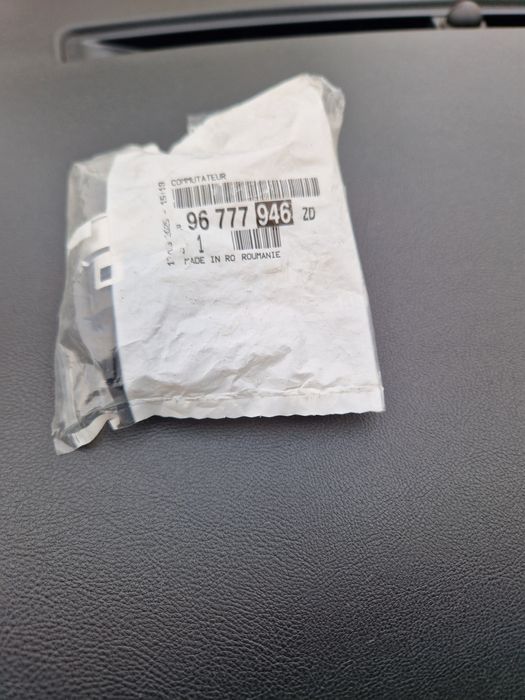 COMMUTATEUR
P 96 777 946 ZD
Q 1
MADE IN RO ROUMANIE